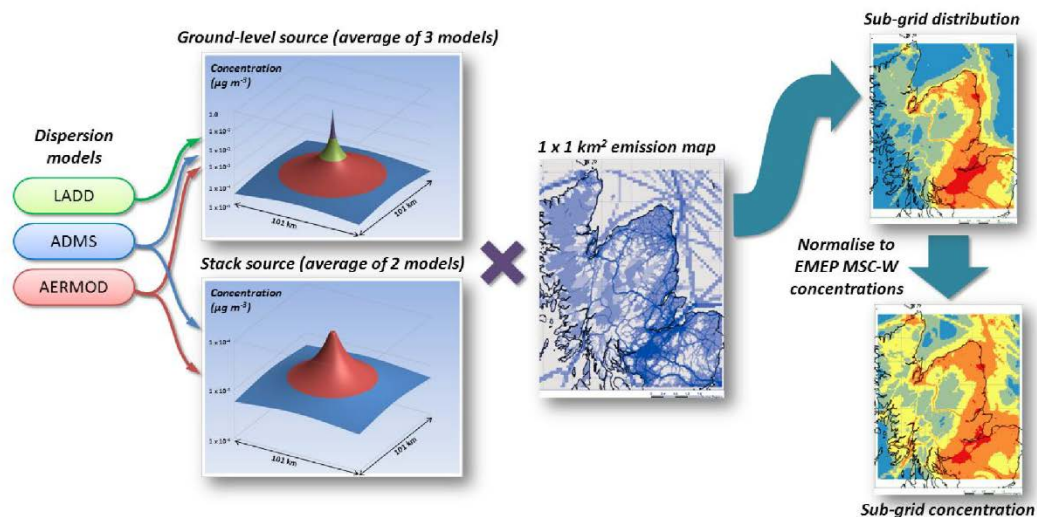 Ground-level source (average of 3 models)
Concentration
(µg m⁻³)
1.0
101 km
101 km
Dispersion
models
LADD
ADMS
AERMOD
Stack source (average of 2 models)
Concentration
(µg m⁻³)
101 km
101 km
1 x 1 km² emission map
Sub-grid distribution
Normalise to
EMEP MSC-W
concentrations
Sub-grid concentration